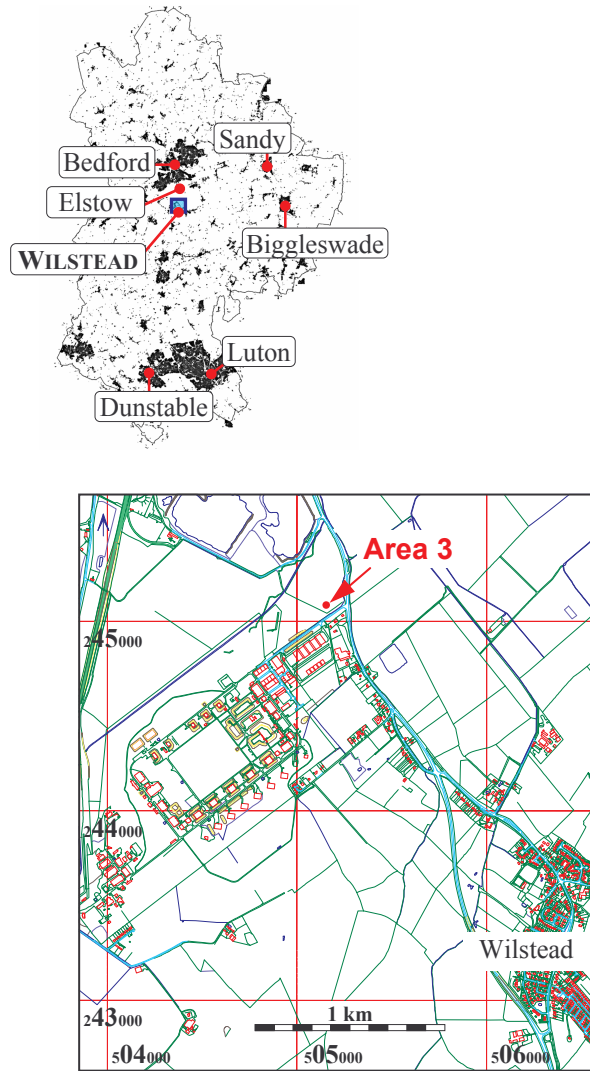 Sandy
Bedford
Elstow
WILSTEAD
Biggleswade
Luton
Dunstable
Area 3
245000
244000
Wilstead
243000
1 km
504000
505000
506000